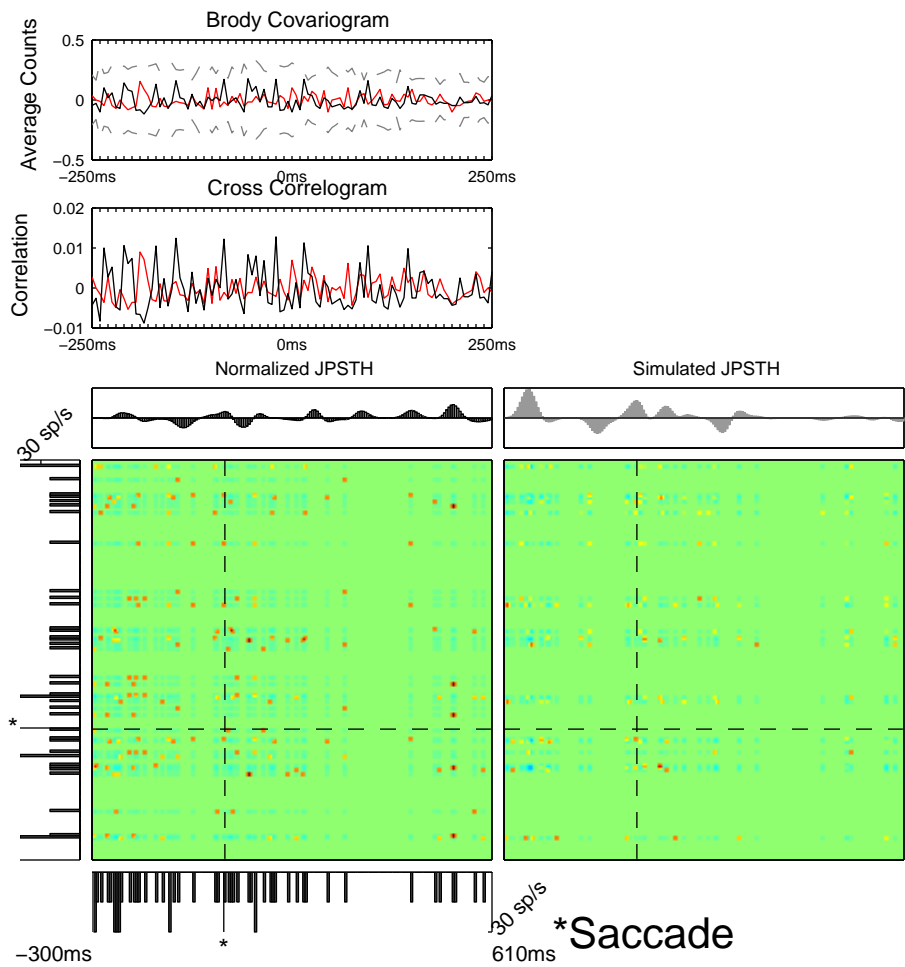 Brody Covariogram
Average Counts
0.5
0
−0.5
−250ms
0ms
250ms
Cross Correlogram
Correlation
0.02
0.01
0
−0.01
−250ms
0ms
250ms
Normalized JPSTH
Simulated JPSTH
30 sp/s
*
*
30 sp/s
*Saccade
−300ms
610ms